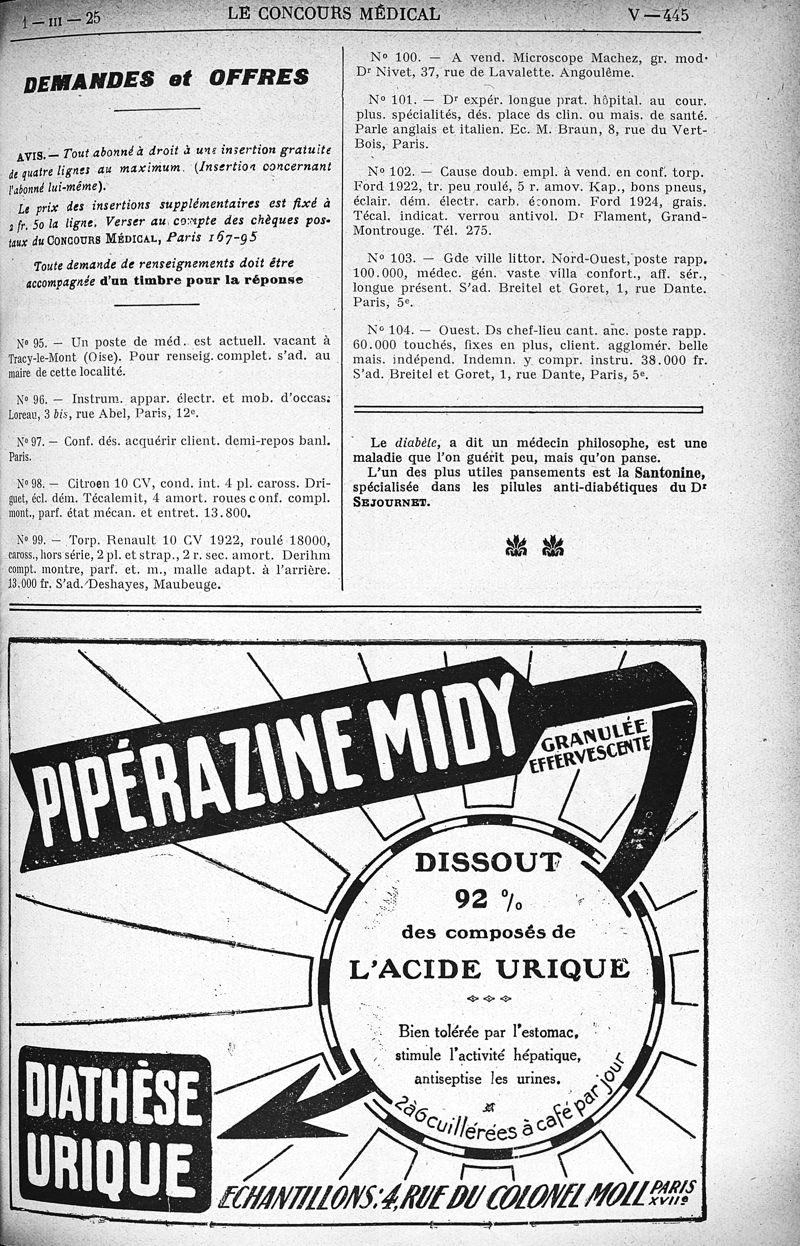 1 — III — 25
LE CONCOURS MÉDICAL
V — 445
DEMANDES et OFFRES
AVIS. — Tout abonné à droit à une insertion gratuite
de quatre lignes au maximum. (Insertion concernant
l'abonné lui-même).
Le prix des insertions supplémentaires est fixé à
2 fr. 50 la ligne. Verser au compte des chèques pos-
taux du CONCOURS MÉDICAL, Paris 167-95
Toute demande de renseignements doit être
accompagnée d'un timbre pour la réponse
Nº 95. — Un poste de méd. est actuell. vacant à
Tracy-le-Mont (Oise). Pour renseig. complet. s'ad. au
maire de cette localité.
Nº 96. — Instrum. appar. électr. et mob. d'occas.
Loreau, 3 bis, rue Abel, Paris, 12e.
Nº 97. — Conf. dés. acquérir client. demi-repos banl.
Paris.
Nº 98. — Citroen 10 CV, cond. int. 4 pl. caross. Dri-
guet, écl. dém. Técalemit, 4 amort. roues conf. compl.
mont., parf. état mécan. et entret. 13.800.
Nº 99. — Torp. Renault 10 CV 1922, roulé 18000,
caross., hors série, 2 pl. et strap., 2 r. sec. amort. Derihm
compt. montre, parf. et. m., malle adapt. à l'arrière.
13.000 fr. S'ad. Deshayes, Maubeuge.
Nº 100. — A vend. Microscope Machez, gr. mod.
Dr Nivet, 37, rue de Lavalette. Angoulême.
Nº 101. — Dr expér. longue prat. hôpital. au cour.
plus. spécialités, dés. place ds clin. ou mais. de santé.
Parle anglais et italien. Ec. M. Braun, 8, rue du Vert-
Bois, Paris.
Nº 102. — Cause doub. empl. à vend. en conf. torp.
Ford 1922, tr. peu roulé, 5 r. amov. Kap., bons pneus,
éclair. dém. électr. carb. économ. Ford 1924, grais.
Técal. indicat. verrou antivol. Dr Flament, Grand-
Montrouge. Tél. 275.
Nº 103. — Gde ville littor. Nord-Ouest, poste rapp.
100.000, médec. gén. vaste villa confort., aff. sér.,
longue présent. S'ad. Breitel et Goret, 1, rue Dante.
Paris, 5e.
Nº 104. — Ouest. Ds chef-lieu cant. anc. poste rapp.
60.000 touchés, fixes en plus, client. agglomér. belle
mais. indépend. Indemn. y compr. instru. 38.000 fr.
S'ad. Breitel et Goret, 1, rue Dante, Paris, 5e.
Le diabète, a dit un médecin philosophe, est une
maladie que l'on guérit peu, mais qu'on panse.
L'un des plus utiles pansements est la Santonine,
spécialisée dans les pilules anti-diabétiques du Dr
SEJOURNET.
PIPÉRAZINE MIDY
GRANULÉE
EFFERVESCENTE
DISSOUT
92 %
des composés de
L'ACIDE URIQUE
Bien tolérée par l'estomac,
stimule l'activité hépatique,
antiseptise les urines.
2 à 6 cuillérées à café par jour
DIATHÈSE
URIQUE
ECHANTILLONS: 4, RUE DU COLONEL MOLL PARIS
XVIIe